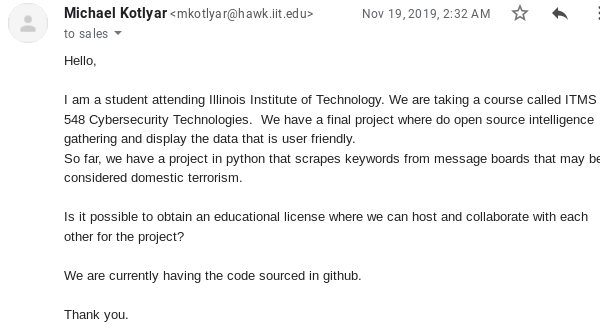 Michael Kotlyar <mkotlyar@hawk.iit.edu> Nov 19, 2019, 2:32 AM
to sales
Hello,
I am a student attending Illinois Institute of Technology. We are taking a course called ITMS
548 Cybersecurity Technologies.  We have a final project where do open source intelligence
gathering and display the data that is user friendly.
So far, we have a project in python that scrapes keywords from message boards that may be
considered domestic terrorism.
Is it possible to obtain an educational license where we can host and collaborate with each
other for the project?
We are currently having the code sourced in github.
Thank you.